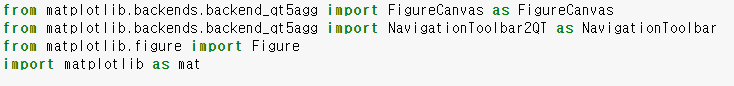 from matplotlib.backends.backend_qt5agg import FigureCanvas as FigureCanvas
from matplotlib.backends.backend_qt5agg import NavigationToolbar2QT as NavigationToolbar
from matplotlib.figure import Figure
import matplotlib as mat